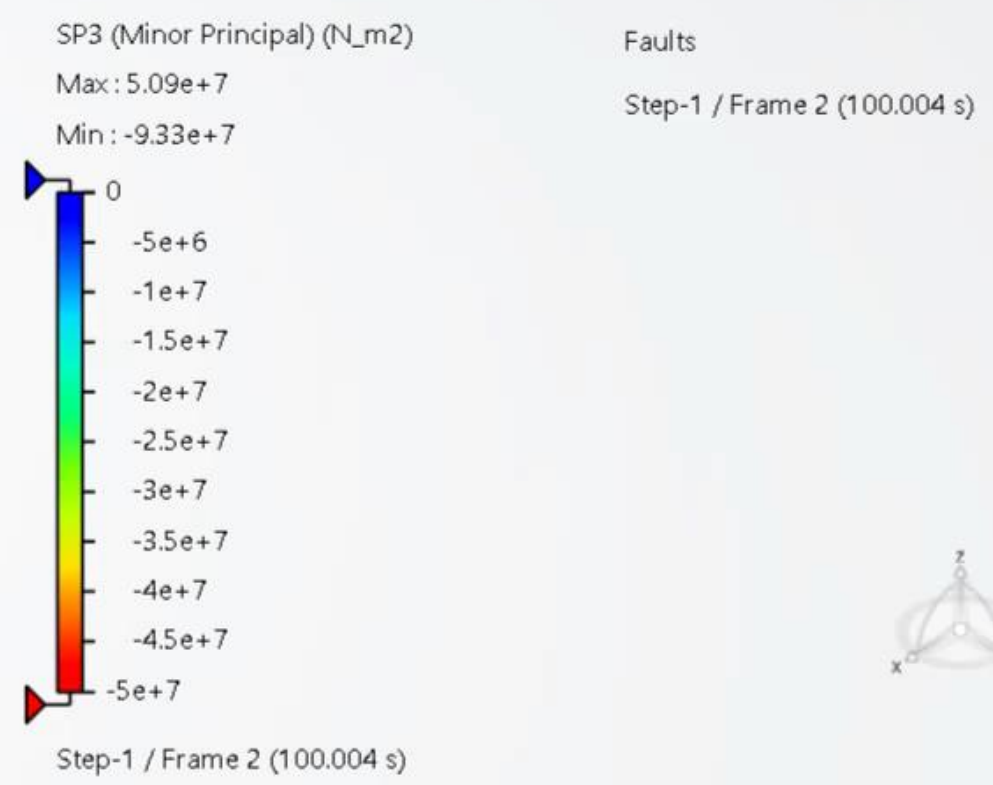 SP3 (Minor Principal) (N_m2)
Max : 5.09e+7
Min : -9.33e+7
0
-5e+6
-1e+7
-1.5e+7
-2e+7
-2.5e+7
-3e+7
-3.5e+7
-4e+7
-4.5e+7
-5e+7
Step-1 / Frame 2 (100.004 s)
Faults
Step-1 / Frame 2 (100.004 s)
z
x